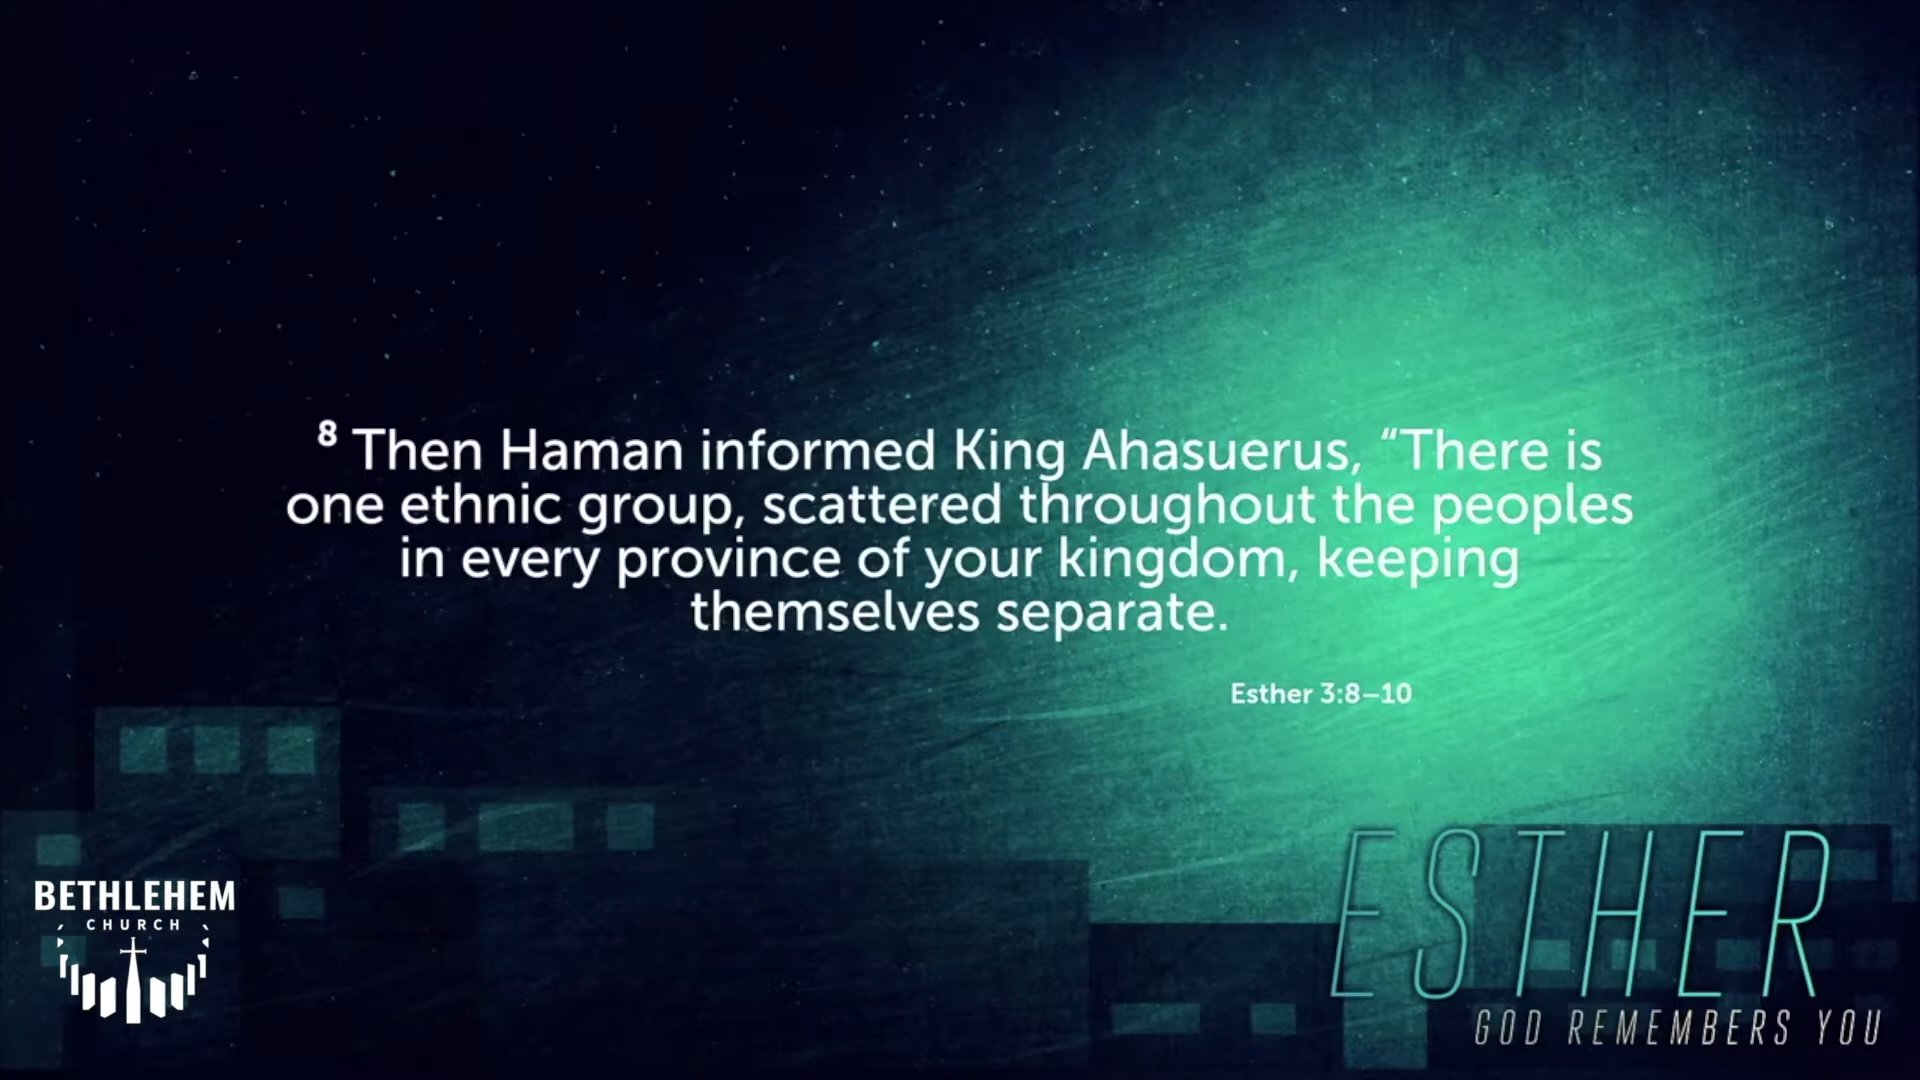 8 Then Haman informed King Ahasuerus, “There is
one ethnic group, scattered throughout the peoples
in every province of your kingdom, keeping
themselves separate.
Esther 3:8–10
BETHLEHEM
CHURCH
ESTHER
GOD REMEMBERS YOU